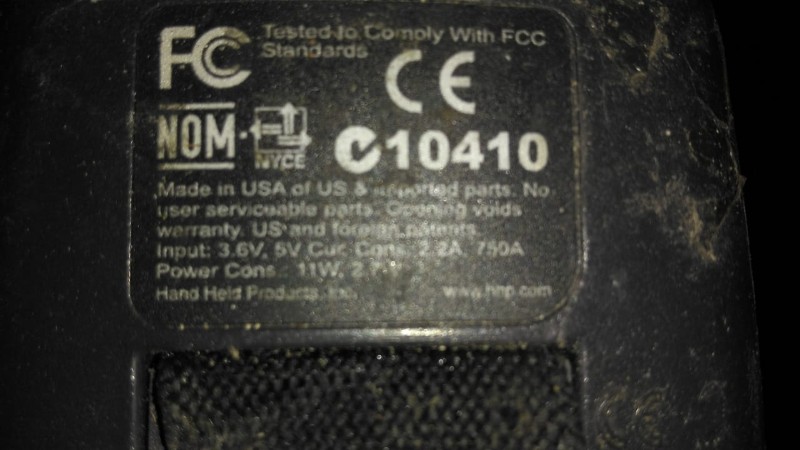 FC Tested to Comply With FCC
Standards
CE
NOM NYCE 10410
Made in USA of US & imported parts. No
user serviceable parts. Opening voids
warranty. US and foreign patents.
Input: 3.6V, 5V Cur. Cons.: 2.2A, 750A
Power Cons.: 11W, 2.7
Hand Held Products, Inc. www.hhp.com